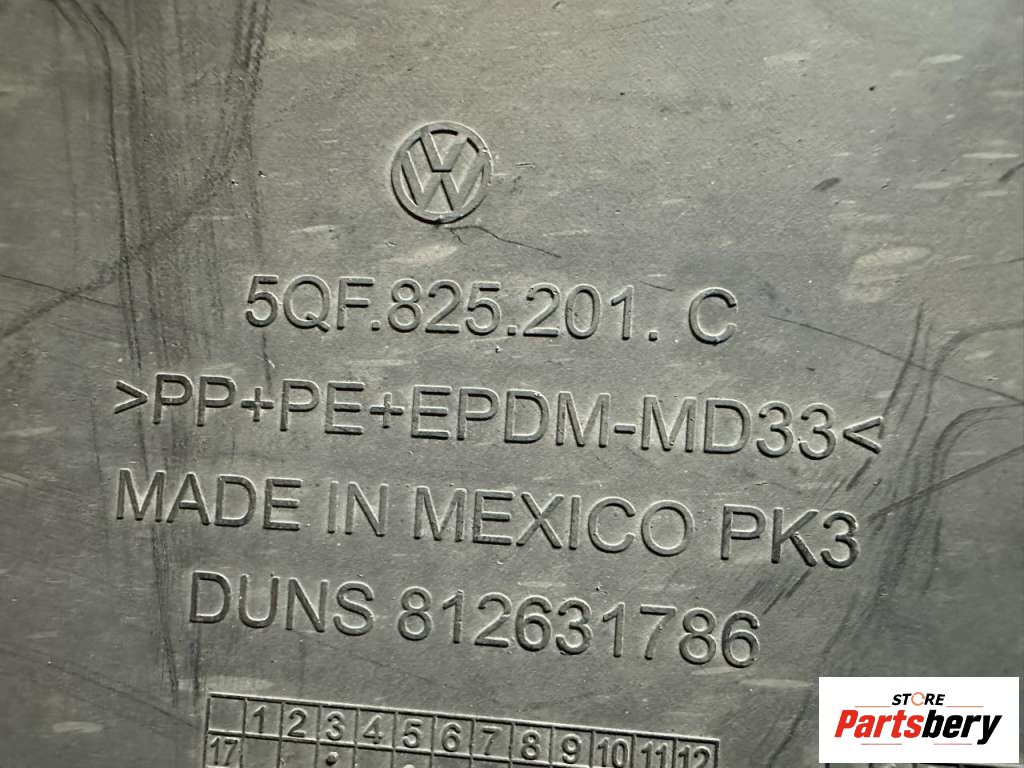 5QF.825.201. C
>PP+PE+EPDM-MD33<
MADE IN MEXICO PK3
DUNS 812631786
1 2 3 4 5 6 7 8 9 10 11 12
17
STORE
Partsbery